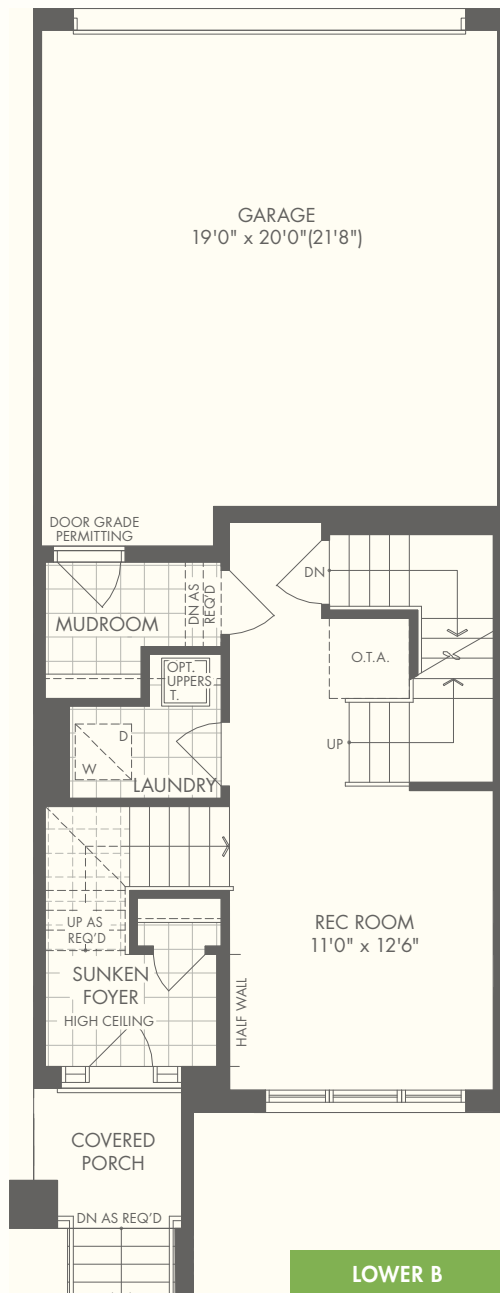 GARAGE
19'0" x 20'0"(21'8")
DOOR GRADE
PERMITTING
MUDROOM
DN AS
REQ'D
DN
O.T.A.
OPT.
UPPERS
T.
UP
D
W
LAUNDRY
UP AS
REQ'D
REC ROOM
11'0" x 12'6"
SUNKEN
FOYER
HIGH CEILING
HALF WALL
COVERED
PORCH
DN AS REQ'D
LOWER B